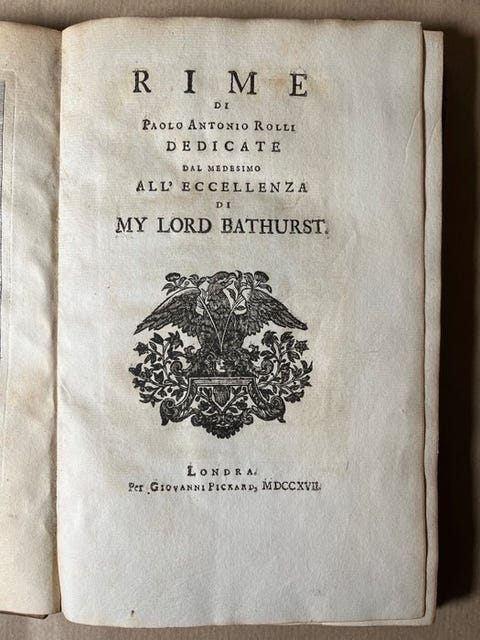 RIME
DI
PAOLO ANTONIO ROLLI
DEDICATE
DAL MEDESIMO
ALL' ECCELLENZA
DI
MY LORD BATHURST.
LONDRA.
Per GIOVANNI PICKARD, MDCCXVII.